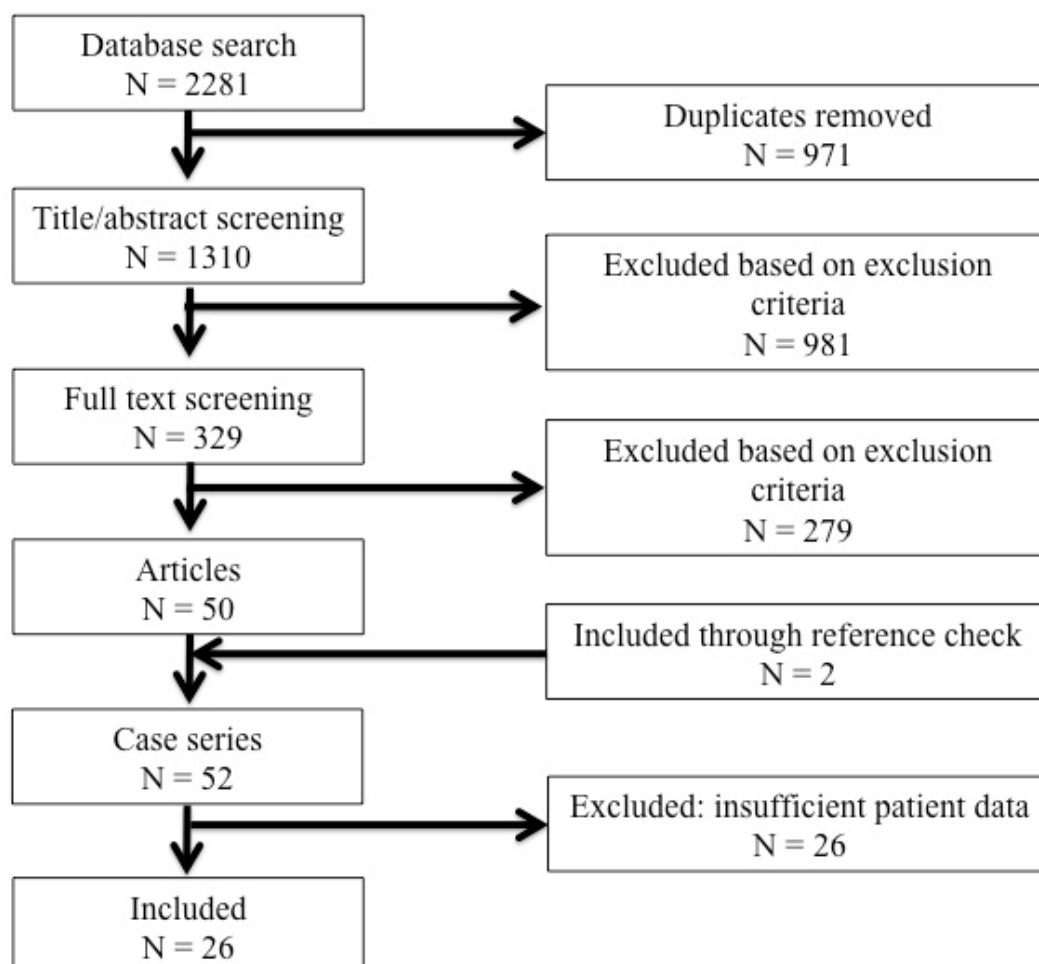 Database search
N = 2281
Duplicates removed
N = 971
Title/abstract screening
N = 1310
Excluded based on exclusion
criteria
N = 981
Full text screening
N = 329
Excluded based on exclusion
criteria
N = 279
Articles
N = 50
Included through reference check
N = 2
Case series
N = 52
Excluded: insufficient patient data
N = 26
Included
N = 26